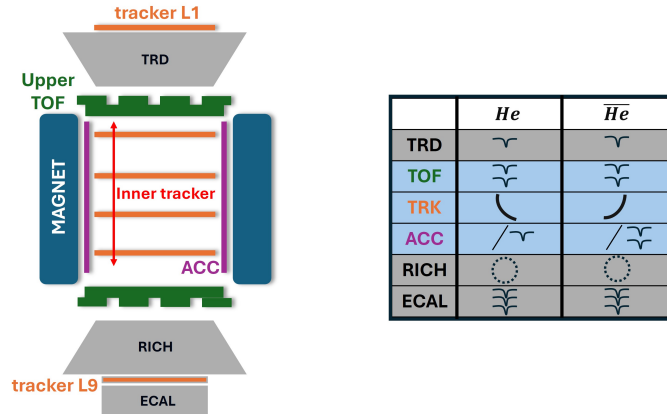 tracker L1
TRD
Upper
TOF
MAGNET
Inner tracker
ACC
RICH
tracker L9
ECAL
He | H̅e̅
TRD
TOF
TRK
ACC
RICH
ECAL